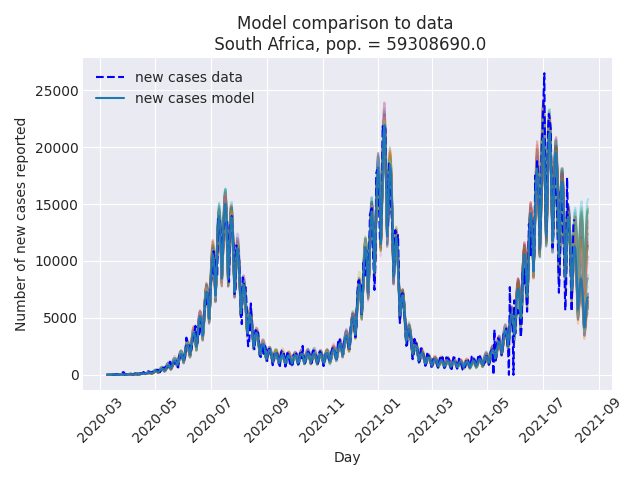 Model comparison to data
South Africa, pop. = 59308690.0
new cases data
new cases model
Number of new cases reported
25000
20000
15000
10000
5000
0
2020-03
2020-05
2020-07
2020-09
2020-11
2021-01
2021-03
2021-05
2021-07
2021-09
Day